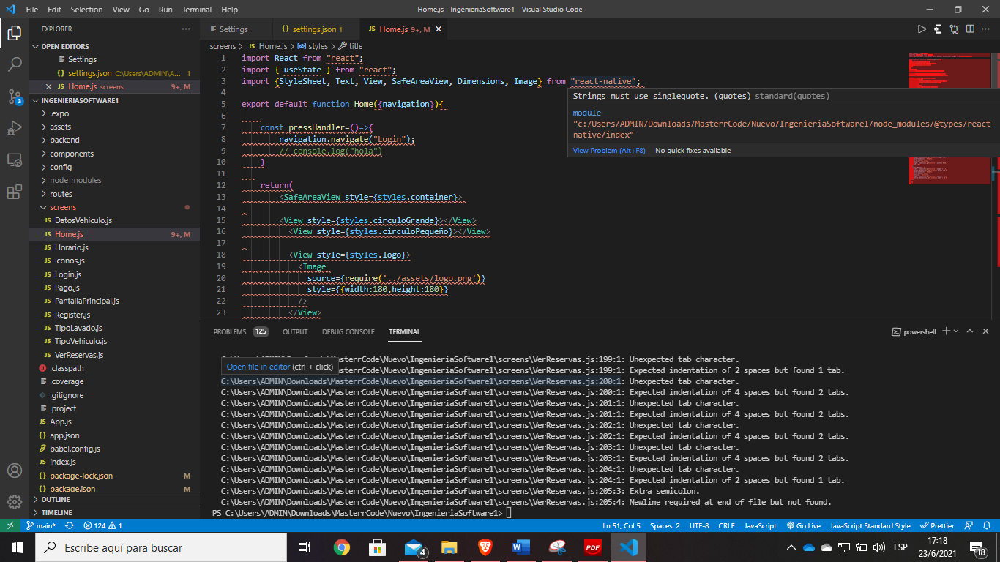 File Edit Selection View Go Run Terminal Help
Home.js - IngenieriaSoftware1 - Visual Studio Code
EXPLORER
OPEN EDITORS
Settings
settings.json C:\Users\ADMIN\A... 1
Home.js screens 9+, M
INGENIERIASOFTWARE1
.expo
assets
backend
components
config
node_modules
routes
screens
DatosVehiculo.js
Home.js 9+, M
Horario.js
iconos.js
Login.js
Pago.js
PantallaPrincipal.js
Register.js
TipoLavado.js
TipoVehiculo.js
VerReservas.js
.classpath
.coverage
.gitignore
.project
App.js
app.json
babel.config.js
index.js
package-lock.json M
package.json M
OUTLINE
TIMELINE
Settings
settings.json 1
Home.js 9+, M
screens > Home.js > styles > title
1 import React from "react";
2 import { useState } from "react";
3 import {StyleSheet, Text, View, SafeAreaView, Dimensions, Image} from "react-native";
4
5 export default function Home({navigation}){
6
7 const pressHandler=()=>{
8 navigation.navigate("Login");
9 // console.log("hola")
10 }
11
12 return(
13 <SafeAreaView style={styles.container}>
14
15 <View style={styles.circuloGrande}></View>
16 <View style={styles.circuloPequeño}></View>
17
18 <View style={styles.logo}>
19 <Image
20 source={require('../assets/logo.png')}
21 style={{width:180,height:180}}
22 />
23 </View>
Strings must use singlequote. (quotes) standard(quotes)
module
"c:/Users/ADMIN/Downloads/MasterrCode/Nuevo/IngenieriaSoftware1/node_modules/@types/react-
native/index"
View Problem (Alt+F8) No quick fixes available
PROBLEMS 125 OUTPUT DEBUG CONSOLE TERMINAL
powershell
Open file in editor (ctrl + click)
MasterrCode\Nuevo\IngenieriaSoftware1\screens\VerReservas.js:199:1: Unexpected tab character.
MasterrCode\Nuevo\IngenieriaSoftware1\screens\VerReservas.js:199:1: Expected indentation of 2 spaces but found 1 tab.
C:\Users\ADMIN\Downloads\MasterrCode\Nuevo\IngenieriaSoftware1\screens\VerReservas.js:200:1: Unexpected tab character.
C:\Users\ADMIN\Downloads\MasterrCode\Nuevo\IngenieriaSoftware1\screens\VerReservas.js:200:1: Expected indentation of 4 spaces but found 2 tabs.
C:\Users\ADMIN\Downloads\MasterrCode\Nuevo\IngenieriaSoftware1\screens\VerReservas.js:201:1: Unexpected tab character.
C:\Users\ADMIN\Downloads\MasterrCode\Nuevo\IngenieriaSoftware1\screens\VerReservas.js:201:1: Expected indentation of 4 spaces but found 2 tabs.
C:\Users\ADMIN\Downloads\MasterrCode\Nuevo\IngenieriaSoftware1\screens\VerReservas.js:202:1: Unexpected tab character.
C:\Users\ADMIN\Downloads\MasterrCode\Nuevo\IngenieriaSoftware1\screens\VerReservas.js:202:1: Expected indentation of 4 spaces but found 2 tabs.
C:\Users\ADMIN\Downloads\MasterrCode\Nuevo\IngenieriaSoftware1\screens\VerReservas.js:203:1: Unexpected tab character.
C:\Users\ADMIN\Downloads\MasterrCode\Nuevo\IngenieriaSoftware1\screens\VerReservas.js:203:1: Expected indentation of 4 spaces but found 2 tabs.
C:\Users\ADMIN\Downloads\MasterrCode\Nuevo\IngenieriaSoftware1\screens\VerReservas.js:204:1: Unexpected tab character.
C:\Users\ADMIN\Downloads\MasterrCode\Nuevo\IngenieriaSoftware1\screens\VerReservas.js:204:1: Expected indentation of 2 spaces but found 1 tab.
C:\Users\ADMIN\Downloads\MasterrCode\Nuevo\IngenieriaSoftware1\screens\VerReservas.js:205:3: Extra semicolon.
C:\Users\ADMIN\Downloads\MasterrCode\Nuevo\IngenieriaSoftware1\screens\VerReservas.js:205:4: Newline required at end of file but not found.
PS C:\Users\ADMIN\Downloads\MasterrCode\Nuevo\IngenieriaSoftware1>
main* 124 1
Ln 51, Col 5 Spaces: 2 UTF-8 CRLF JavaScript Go Live JavaScript Standard Style Prettier
Escribe aquí para buscar
4
PDF
ESP
17:18
23/6/2021
18